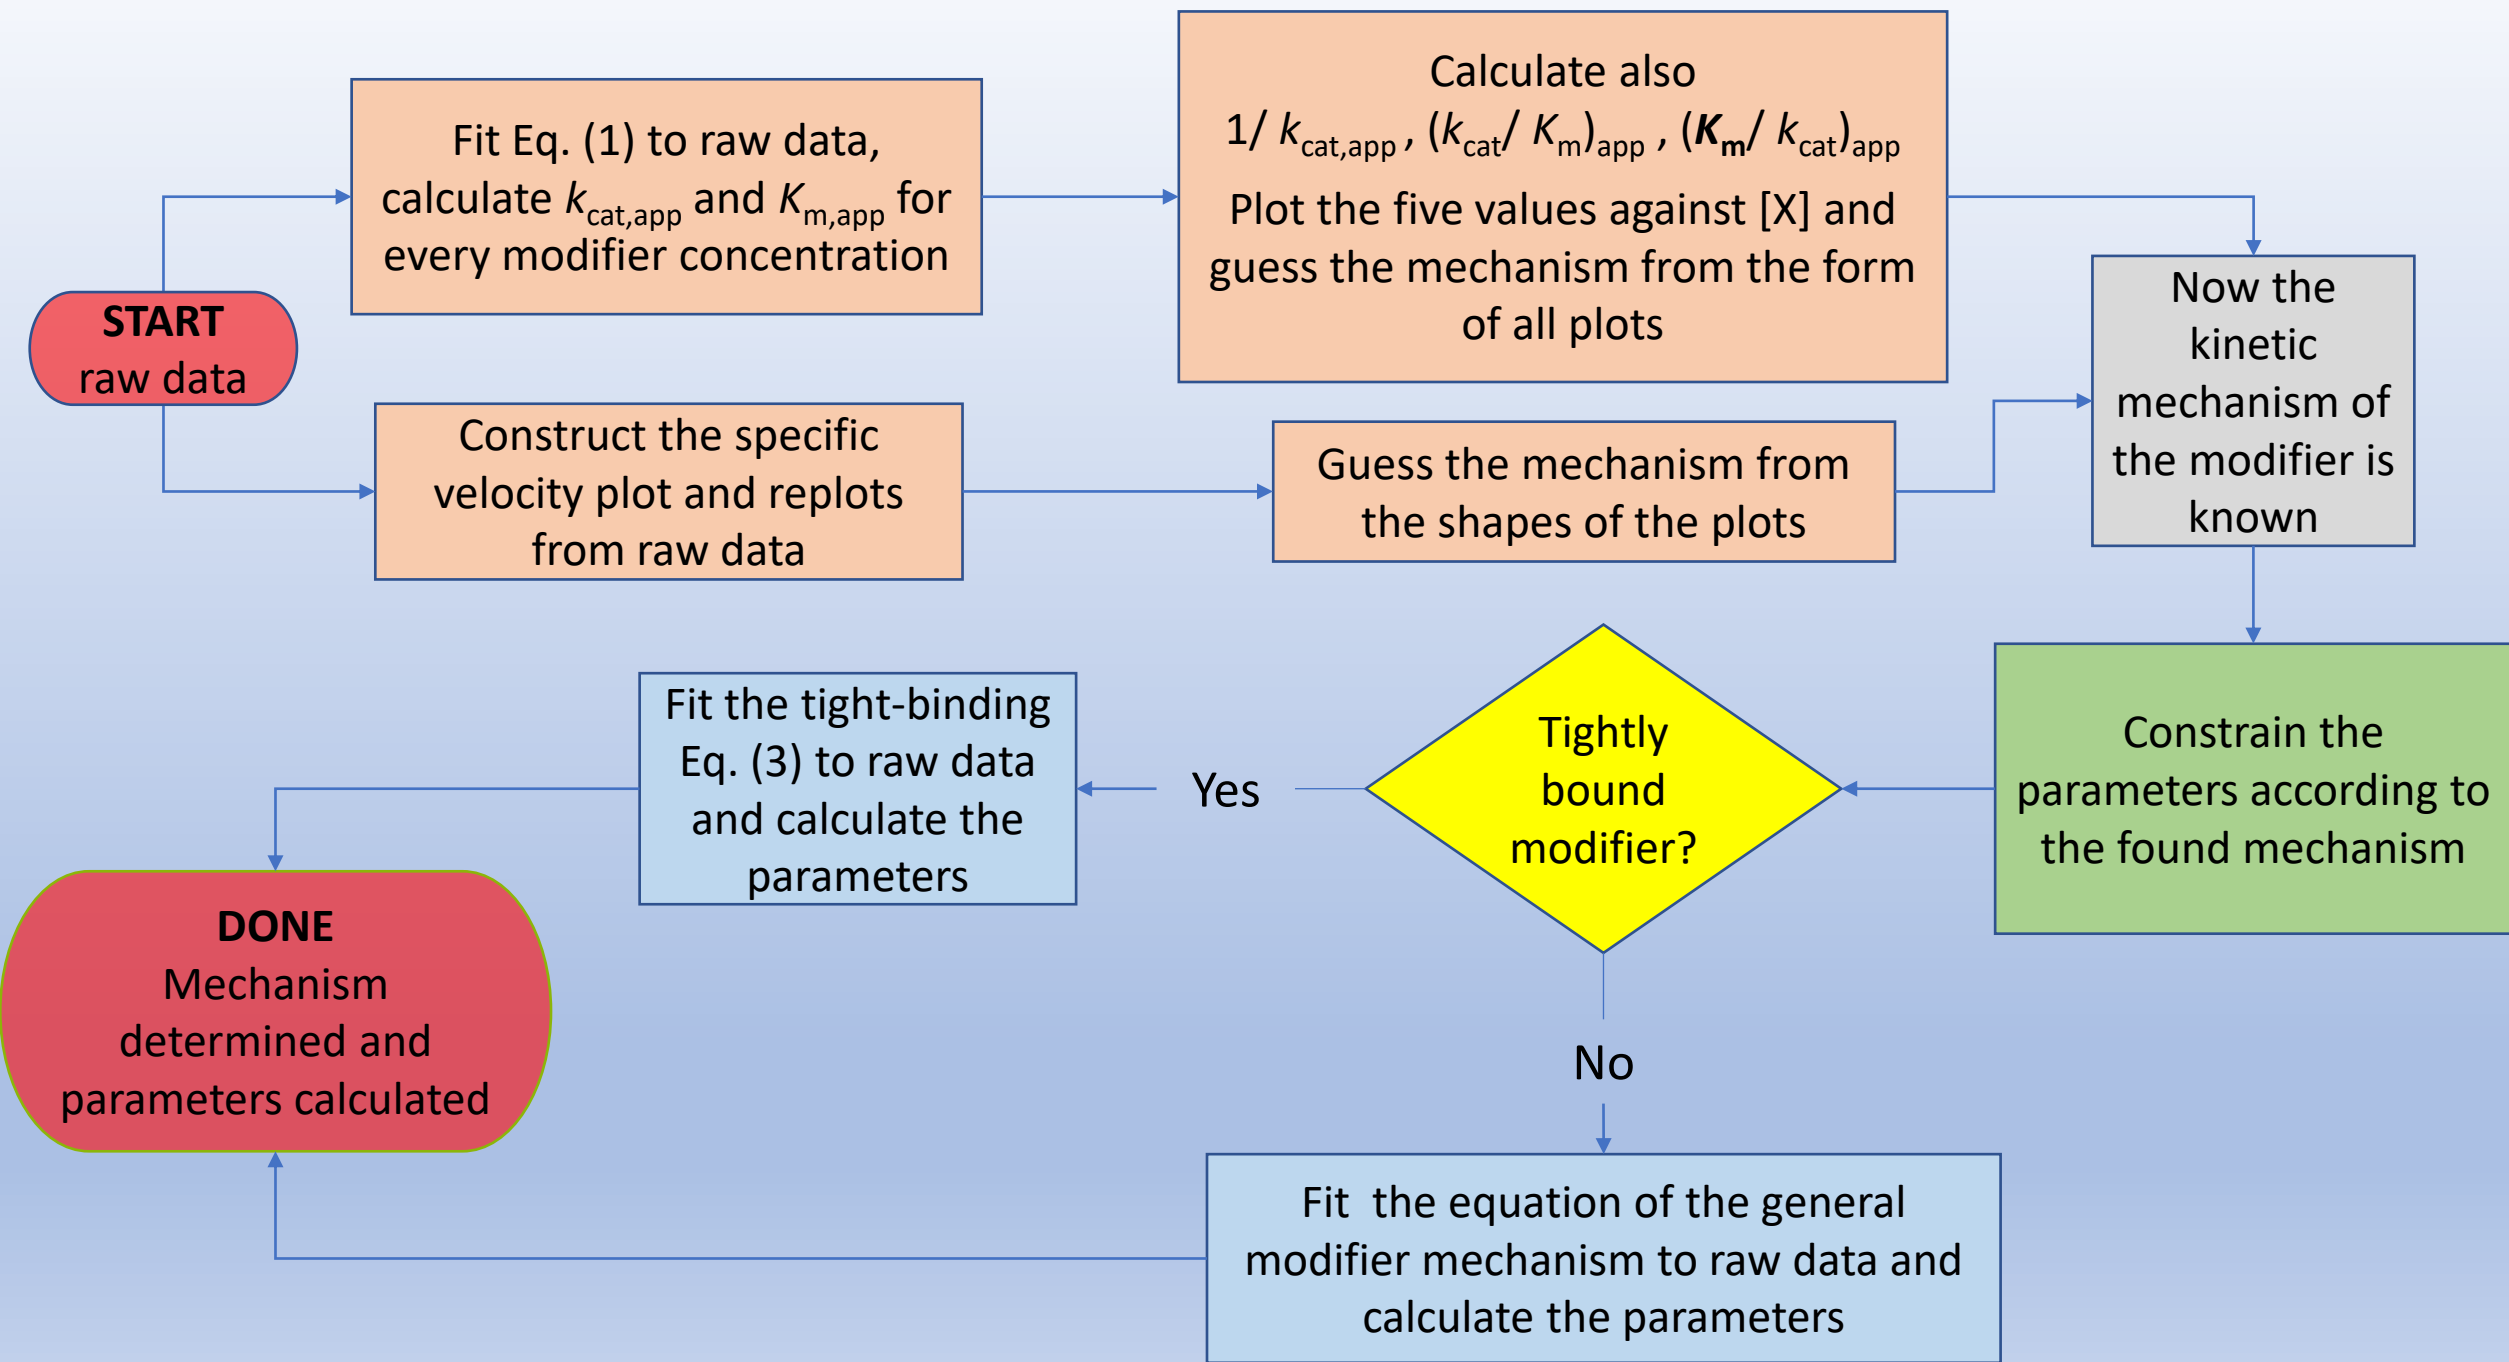 START
raw data
Fit Eq. (1) to raw data,
calculate kcat,app and Km,app for
every modifier concentration
Calculate also
1/ kcat,app , (kcat/ Km)app , (Km/ kcat)app
Plot the five values against [X] and
guess the mechanism from the form
of all plots
Construct the specific
velocity plot and replots
from raw data
Guess the mechanism from
the shapes of the plots
Now the
kinetic
mechanism of
the modifier is
known
Constrain the
parameters according to
the found mechanism
Tightly
bound
modifier?
Yes
Fit the tight-binding
Eq. (3) to raw data
and calculate the
parameters
No
Fit  the equation of the general
modifier mechanism to raw data and
calculate the parameters
DONE
Mechanism
determined and
parameters calculated